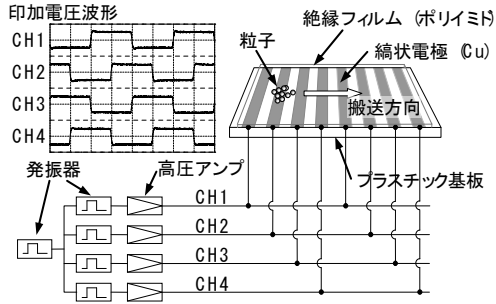 印加電圧波形
CH1
CH2
CH3
CH4
絶縁フィルム (ポリイミド)
粒子
縞状電極 (Cu)
搬送方向
発振器
高圧アンプ
プラスチック基板
CH1
CH2
CH3
CH4